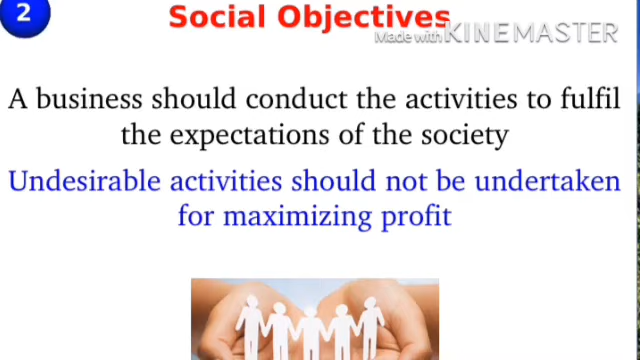 2
Social Objectives
Made with KINEMASTER
A business should conduct the activities to fulfil
the expectations of the society
Undesirable activities should not be undertaken
for maximizing profit